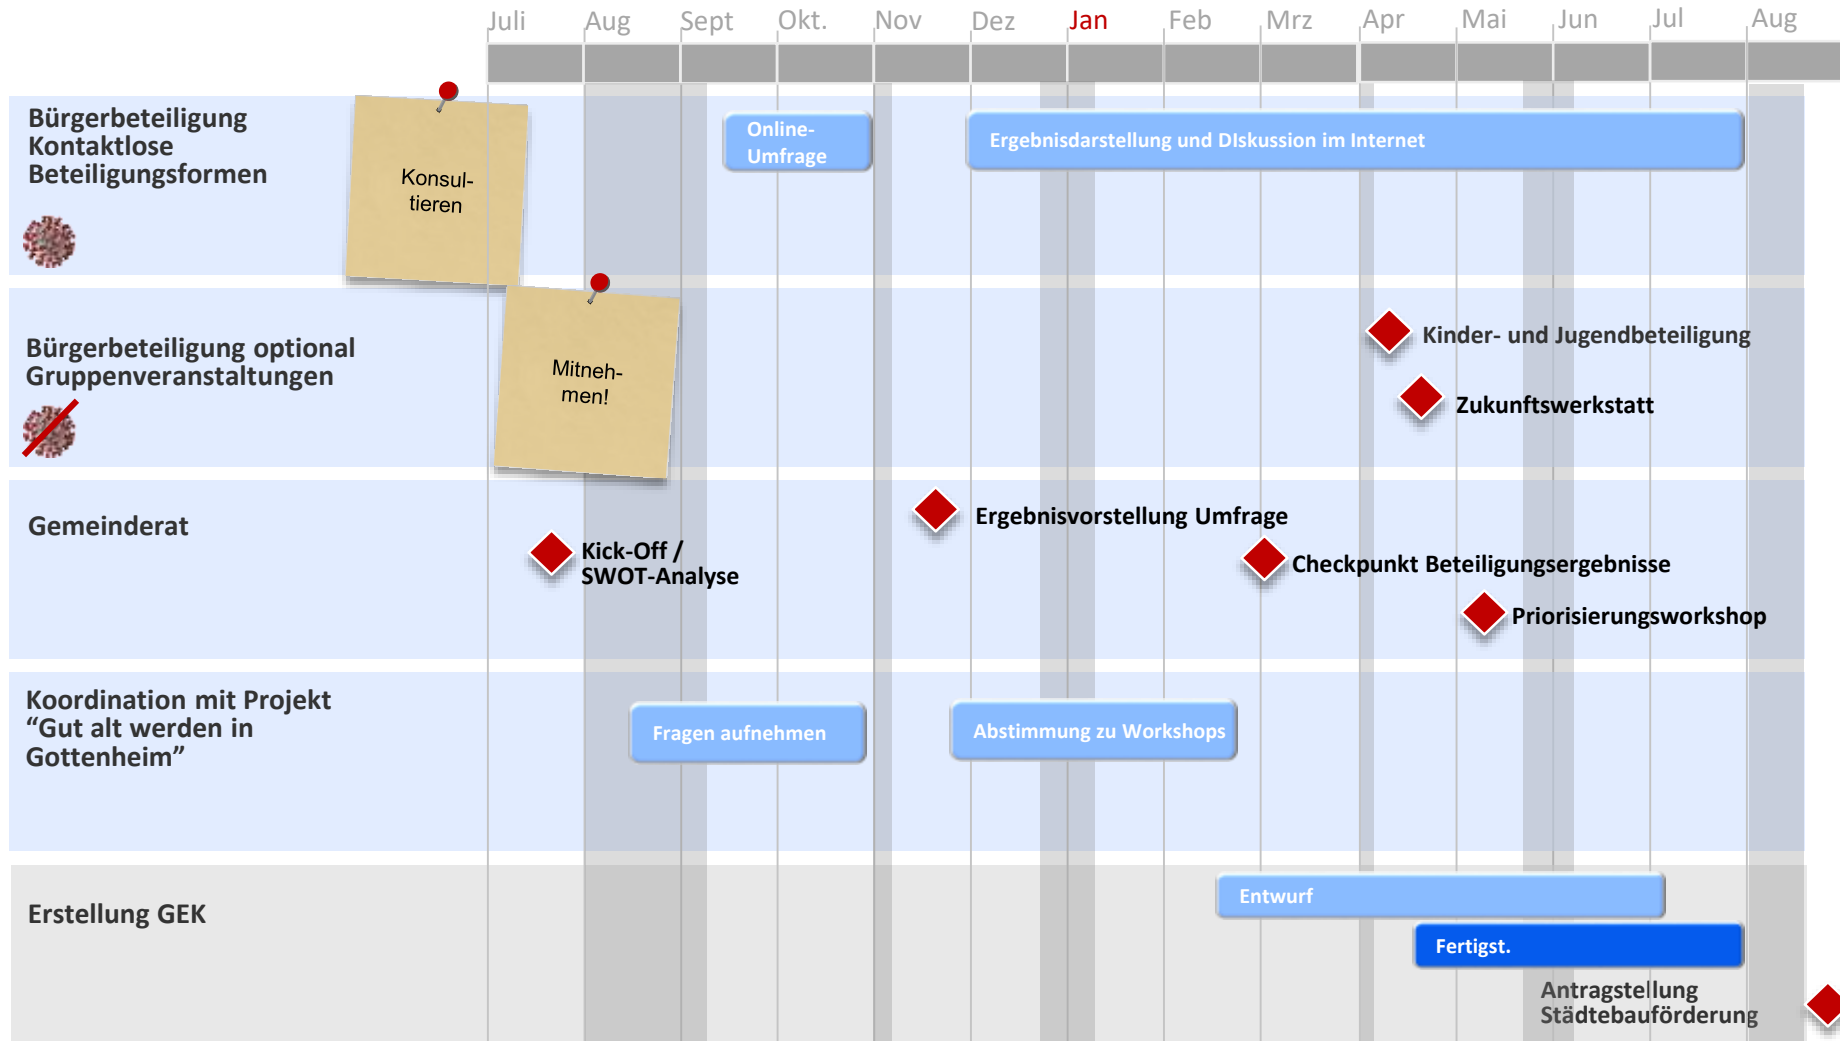 Juli
Aug
Sept
Okt.
Nov
Dez
Jan
Feb
Mrz
Apr
Mai
Jun
Jul
Aug
Bürgerbeteiligung
Kontaktlose
Beteiligungsformen
Konsul-
tieren
Online-
Umfrage
Ergebnisdarstellung und DIskussion im Internet
Bürgerbeteiligung optional
Gruppenveranstaltungen
Mitneh-
men!
Kinder- und Jugendbeteiligung
Zukunftswerkstatt
Gemeinderat
Kick-Off /
SWOT-Analyse
Ergebnisvorstellung Umfrage
Checkpunkt Beteiligungsergebnisse
Priorisierungsworkshop
Koordination mit Projekt
“Gut alt werden in
Gottenheim”
Fragen aufnehmen
Abstimmung zu Workshops
Erstellung GEK
Entwurf
Fertigst.
Antragstellung
Städtebauförderung